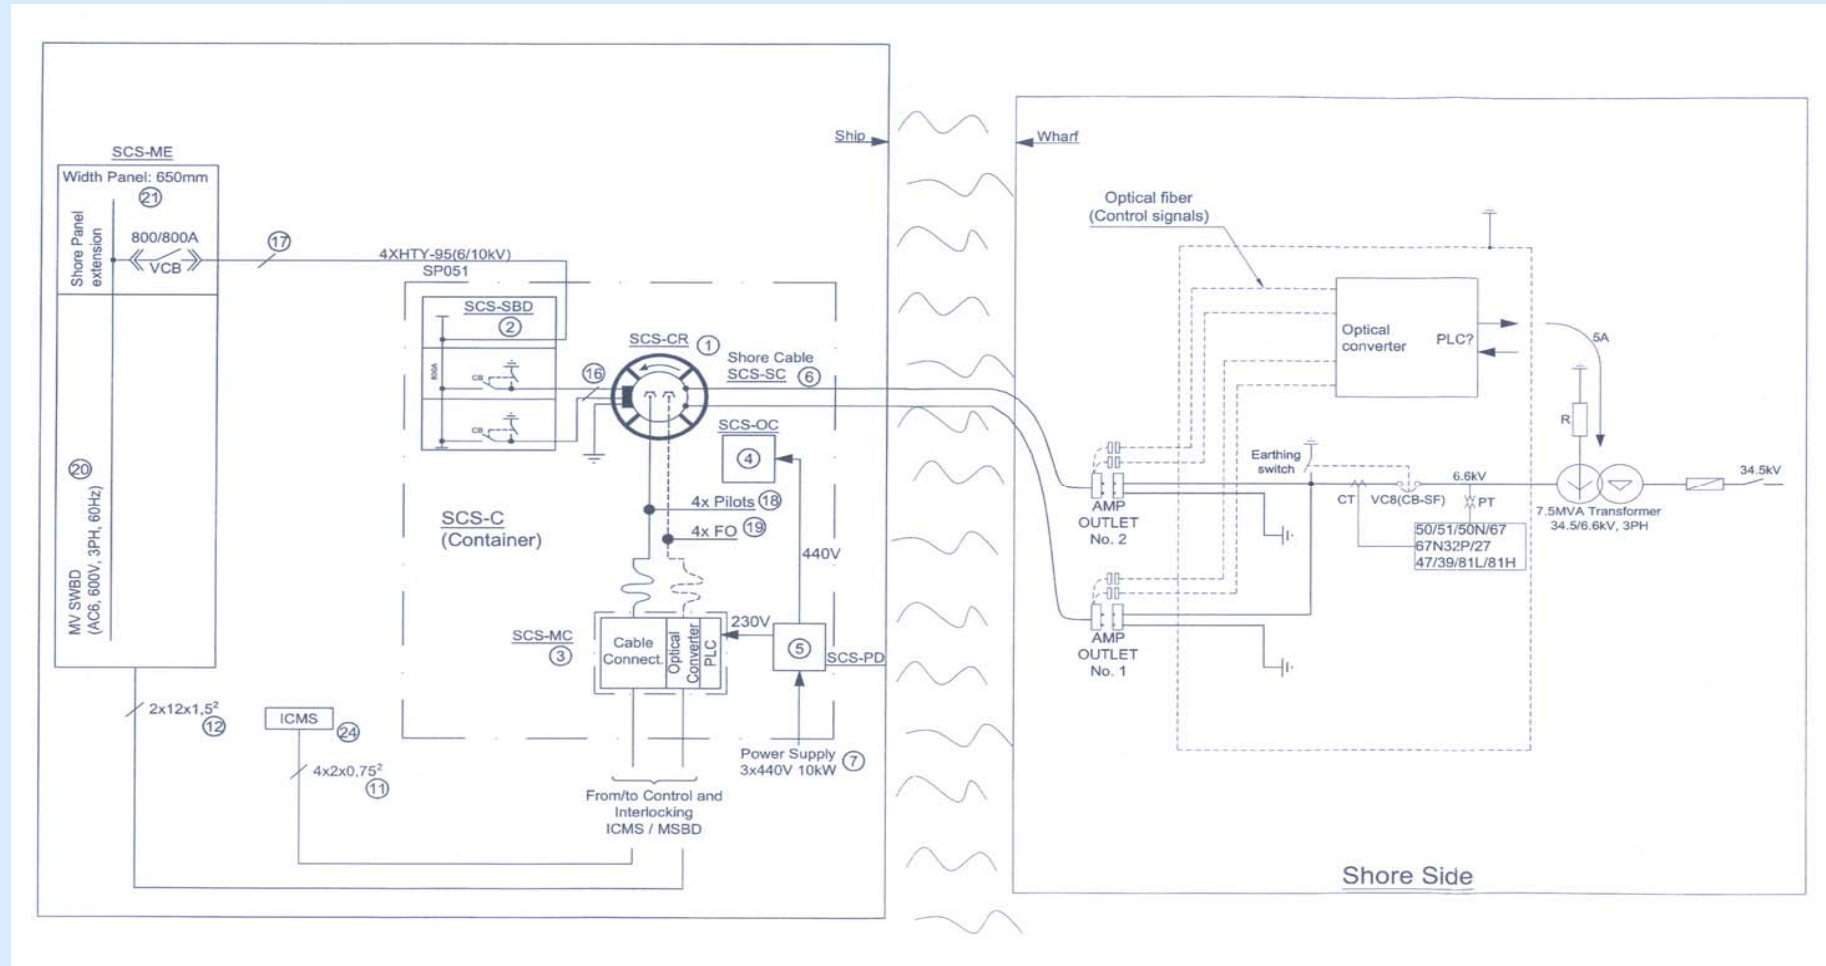 Ship
Wharf
SCS-ME
Width Panel: 650mm
21
Shore Panel
extension
800/800A
VCB
17
4XHTY-95(6/10kV)
SP051
SCS-SBD
2
800A
CB
CB
16
SCS-CR 1
Shore Cable
SCS-SC 6
SCS-OC
4
4x Pilots 18
4x FO 19
440V
SCS-C
(Container)
20
MV SWBD
(AC6, 600V, 3PH, 60Hz)
SCS-MC
3
Cable
Connect.
Optical
Converter
PLC
230V
5
SCS-PD
2x12x1,5²
12
ICMS
24
4x2x0,75²
11
Power Supply
3x440V 10kW 7
From/to Control and
Interlocking
ICMS / MSBD
Optical fiber
(Control signals)
Optical
converter
PLC?
5A
R
Earthing
switch
CT
VC8(CB-SF)
6.6kV
PT
34.5kV
7.5MVA Transformer
34.5/6.6kV, 3PH
50/51/50N/67
67N32P/27
47/39/81L/81H
AMP
OUTLET
No. 2
AMP
OUTLET
No. 1
Shore Side